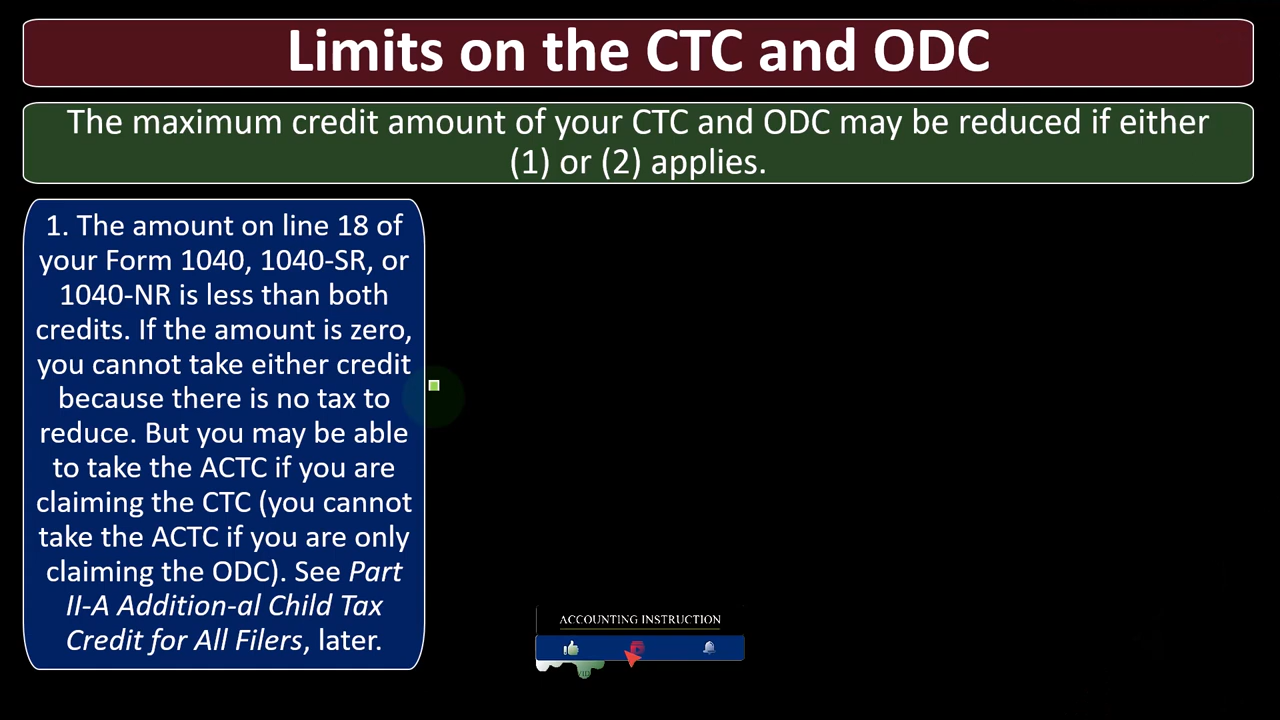 Limits on the CTC and ODC
The maximum credit amount of your CTC and ODC may be reduced if either
(1) or (2) applies.
1. The amount on line 18 of
your Form 1040, 1040-SR, or
1040-NR is less than both
credits. If the amount is zero,
you cannot take either credit
because there is no tax to
reduce. But you may be able
to take the ACTC if you are
claiming the CTC (you cannot
take the ACTC if you are only
claiming the ODC). See Part
II-A Addition-al Child Tax
Credit for All Filers, later.
ACCOUNTING INSTRUCTION